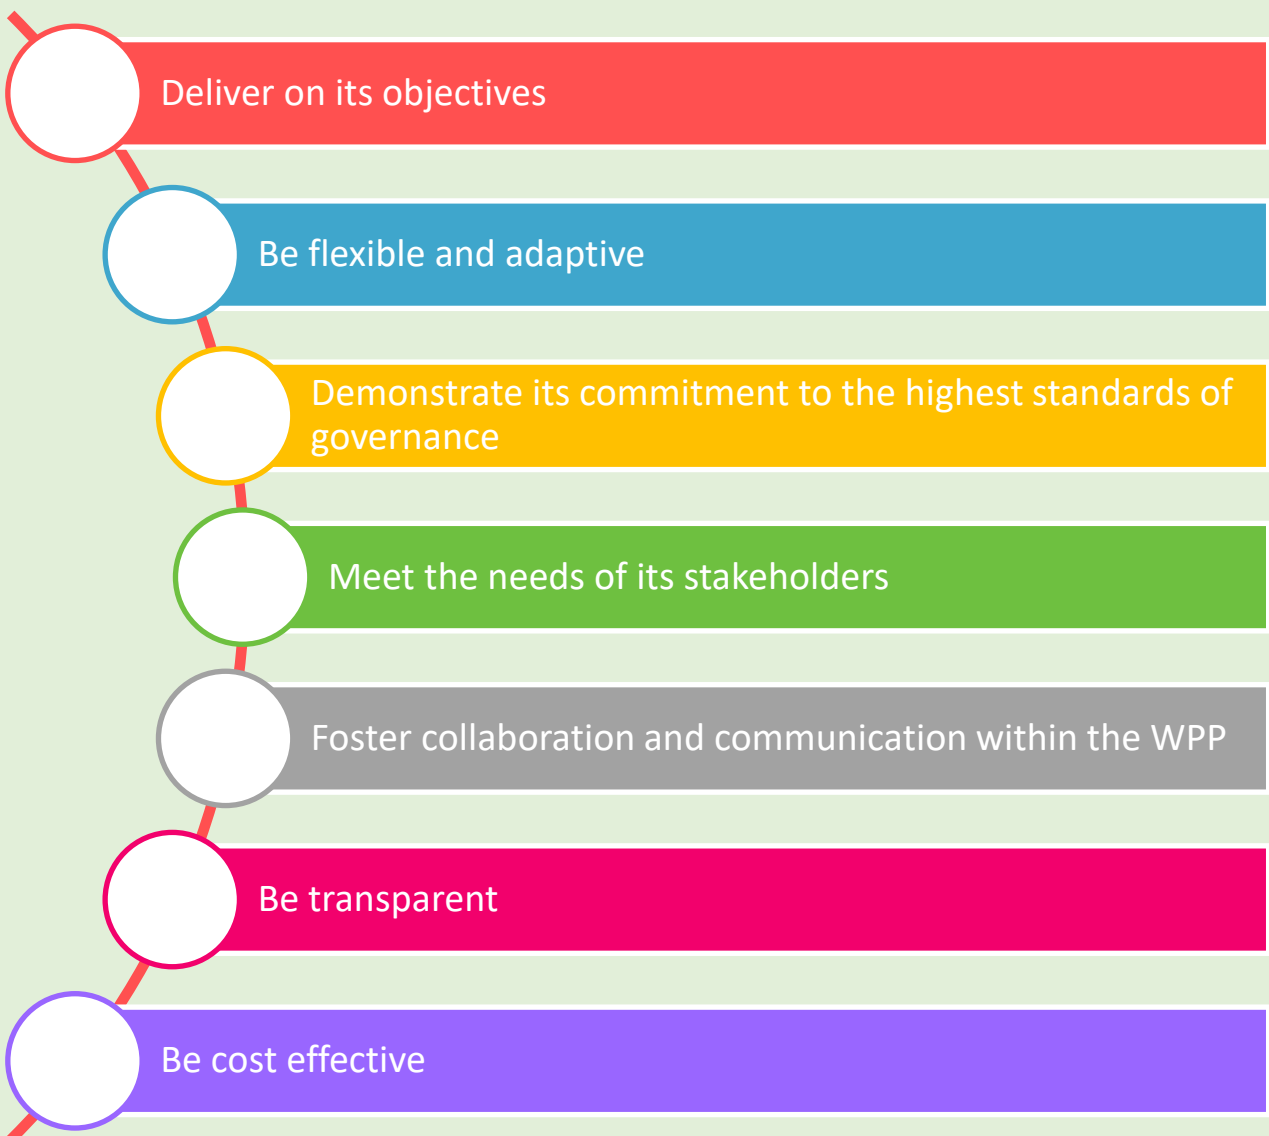 Deliver on its objectives
Be flexible and adaptive
Demonstrate its commitment to the highest standards of
governance
Meet the needs of its stakeholders
Foster collaboration and communication within the WPP
Be transparent
Be cost effective